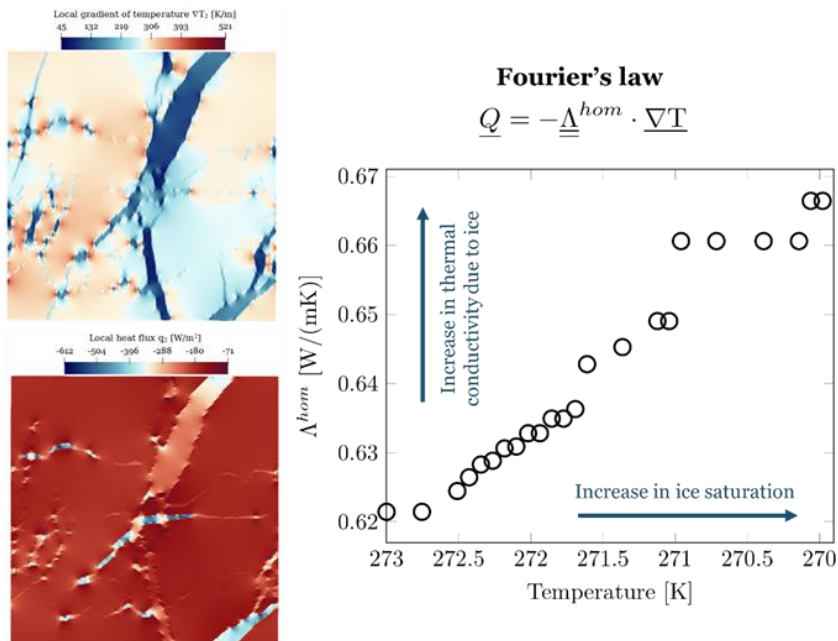 Local gradient of temperature ∇T₂ [K/m]
45 132 219 306 393 521
Local heat flux q₂ [W/m²]
-612 -504 -396 -288 -180 -71
Fourier's law
Q = -Λ^hom · ∇T
0.67
0.66
0.65
0.64
0.63
0.62
Λ^hom [W/(mK)]
Increase in thermal
conductivity due to ice
Increase in ice saturation
273 272.5 272 271.5 271 270.5 270
Temperature [K]